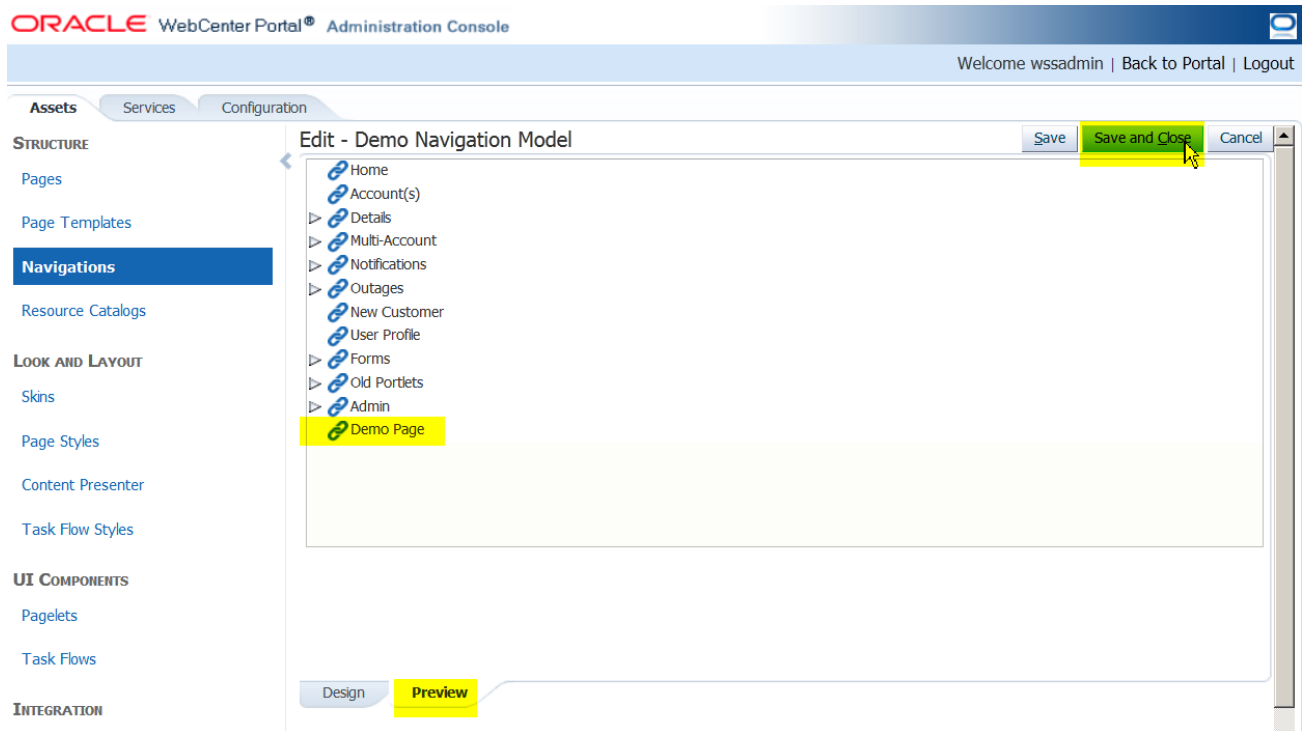 ORACLE WebCenter Portal® Administration Console
Welcome wssadmin | Back to Portal | Logout
Assets Services Configuration
STRUCTURE
Pages
Page Templates
Navigations
Resource Catalogs
LOOK AND LAYOUT
Skins
Page Styles
Content Presenter
Task Flow Styles
UI COMPONENTS
Pagelets
Task Flows
INTEGRATION
Edit - Demo Navigation Model
Save Save and Close Cancel
Home
Account(s)
Details
Multi-Account
Notifications
Outages
New Customer
User Profile
Forms
Old Portlets
Admin
Demo Page
Design Preview